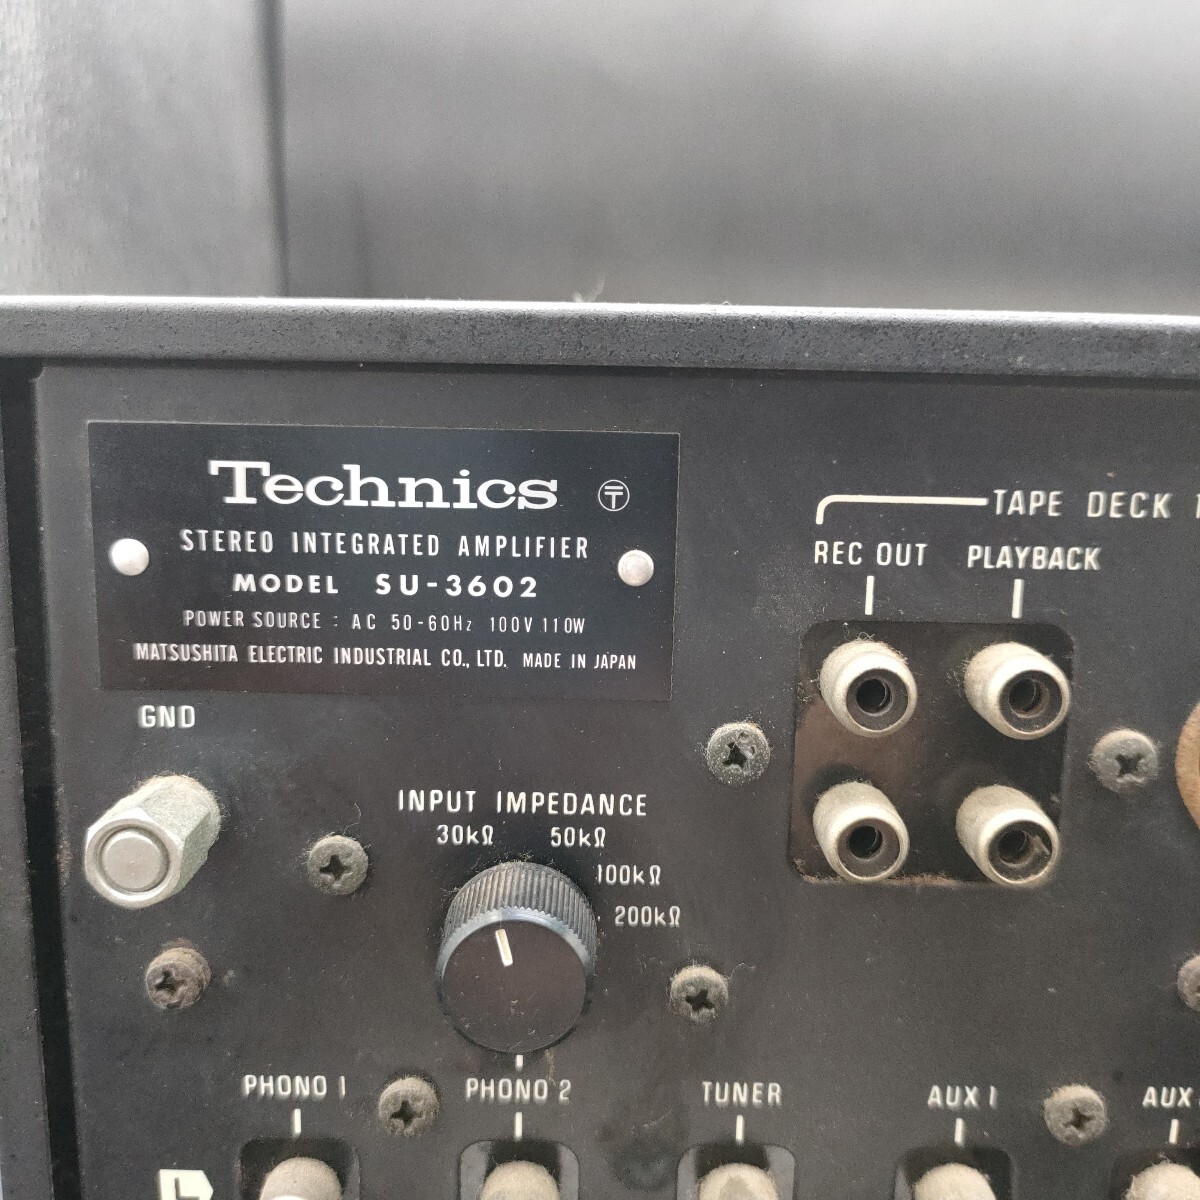 Technics 〒
STEREO INTEGRATED AMPLIFIER
MODEL SU-3602
POWER SOURCE : AC 50-60Hz 100V 110W
MATSUSHITA ELECTRIC INDUSTRIAL CO., LTD. MADE IN JAPAN
TAPE DECK
REC OUT PLAYBACK
GND
INPUT IMPEDANCE
30kΩ 50kΩ
100kΩ
200kΩ
PHONO 1 PHONO 2 TUNER AUX 1 AUX
L